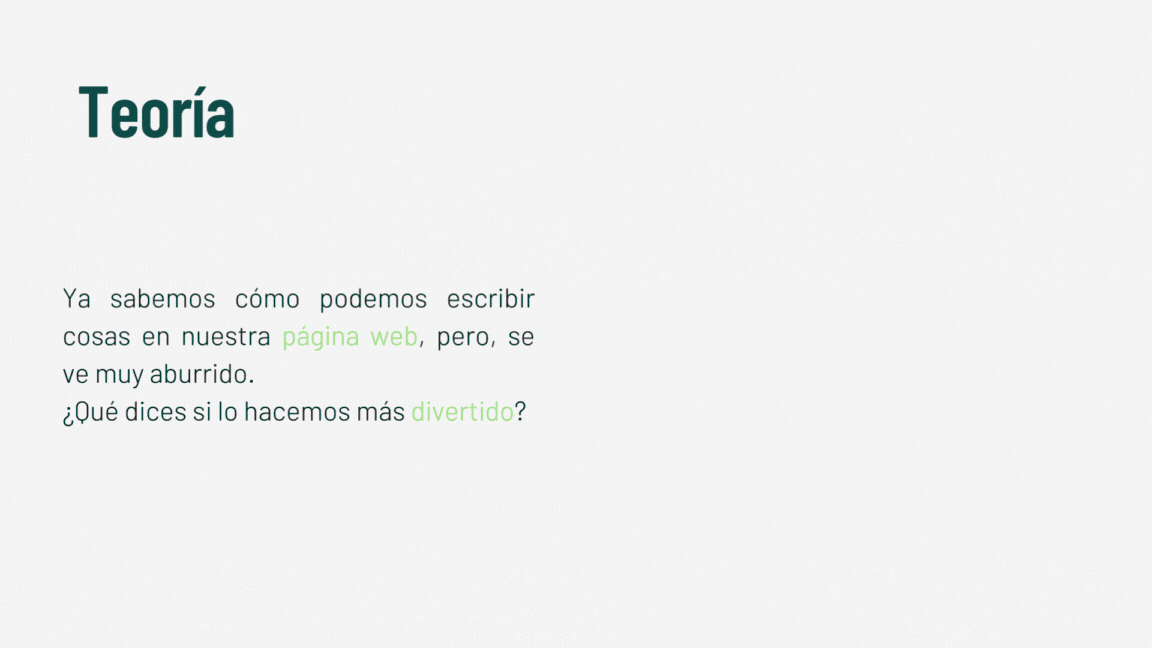 Teoría
Ya sabemos cómo podemos escribir
cosas en nuestra página web, pero, se
ve muy aburrido.
¿Qué dices si lo hacemos más divertido?